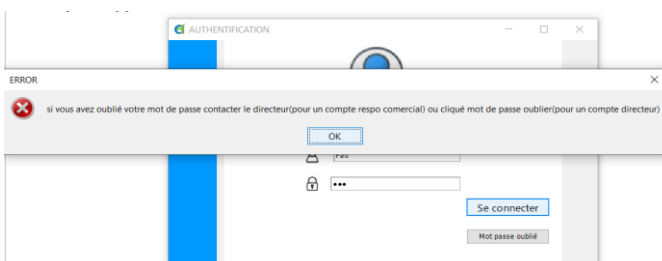 AUTHENTIFICATION
ERROR
si vous avez oublié votre mot de passe contacter le directeur(pour un compte respo comercial) ou cliqué mot de passe oublier(pour un compte directeur)
OK
Se connecter
Mot passe oublié